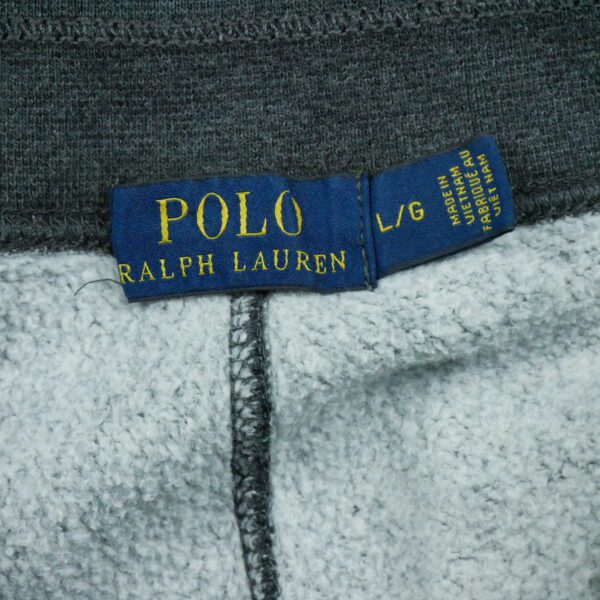 POLO
RALPH LAUREN
L/G
MADE IN
VIETNAM
FABRIQUÉ AU
VIET NAM